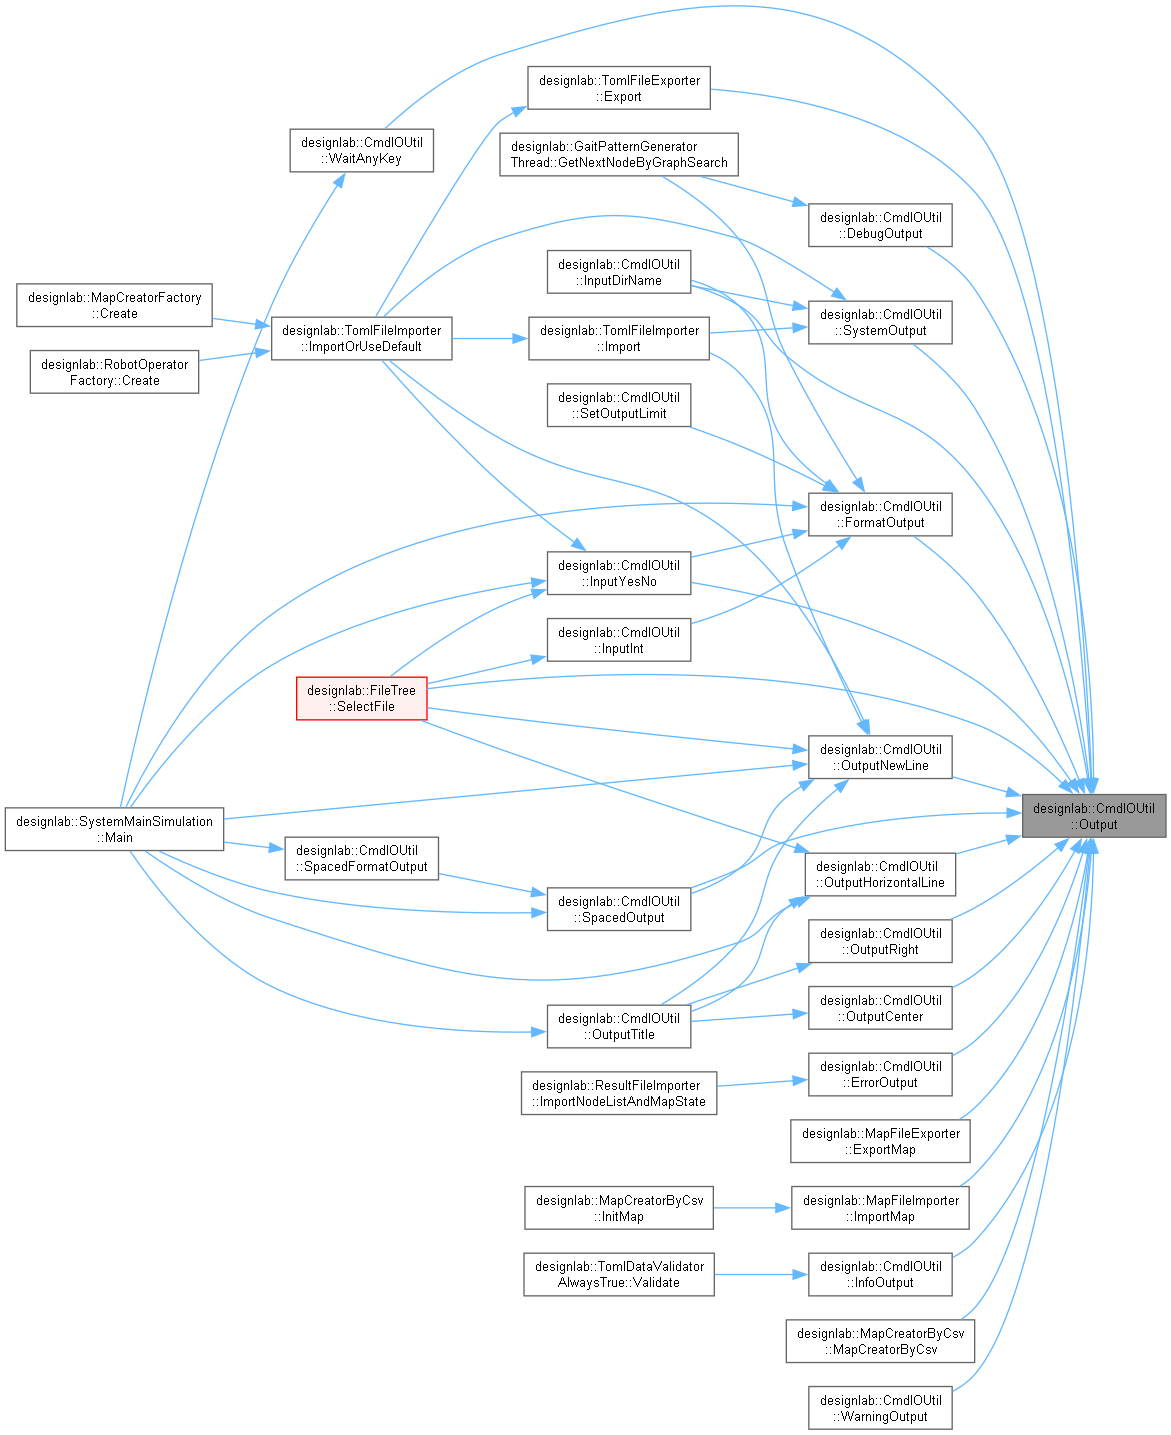 designlab::TomlFileExporter
::Export
designlab::CmdIOUtil
::WaitAnyKey
designlab::GaitPatternGenerator
Thread::GetNextNodeByGraphSearch
designlab::CmdIOUtil
::DebugOutput
designlab::CmdIOUtil
::InputDirName
designlab::MapCreatorFactory
::Create
designlab::CmdIOUtil
::SystemOutput
designlab::TomlFileImporter
::ImportOrUseDefault
designlab::TomlFileImporter
::Import
designlab::RobotOperator
Factory::Create
designlab::CmdIOUtil
::SetOutputLimit
designlab::CmdIOUtil
::FormatOutput
designlab::CmdIOUtil
::InputYesNo
designlab::CmdIOUtil
::InputInt
designlab::FileTree
::SelectFile
designlab::CmdIOUtil
::OutputNewLine
designlab::CmdIOUtil
::Output
designlab::SystemMainSimulation
::Main
designlab::CmdIOUtil
::SpacedFormatOutput
designlab::CmdIOUtil
::OutputHorizontalLine
designlab::CmdIOUtil
::SpacedOutput
designlab::CmdIOUtil
::OutputRight
designlab::CmdIOUtil
::OutputCenter
designlab::CmdIOUtil
::OutputTitle
designlab::CmdIOUtil
::ErrorOutput
designlab::ResultFileImporter
::ImportNodeListAndMapState
designlab::MapFileExporter
::ExportMap
designlab::MapCreatorByCsv
::InitMap
designlab::MapFileImporter
::ImportMap
designlab::TomlDataValidator
AlwaysTrue::Validate
designlab::CmdIOUtil
::InfoOutput
designlab::MapCreatorByCsv
::MapCreatorByCsv
designlab::CmdIOUtil
::WarningOutput